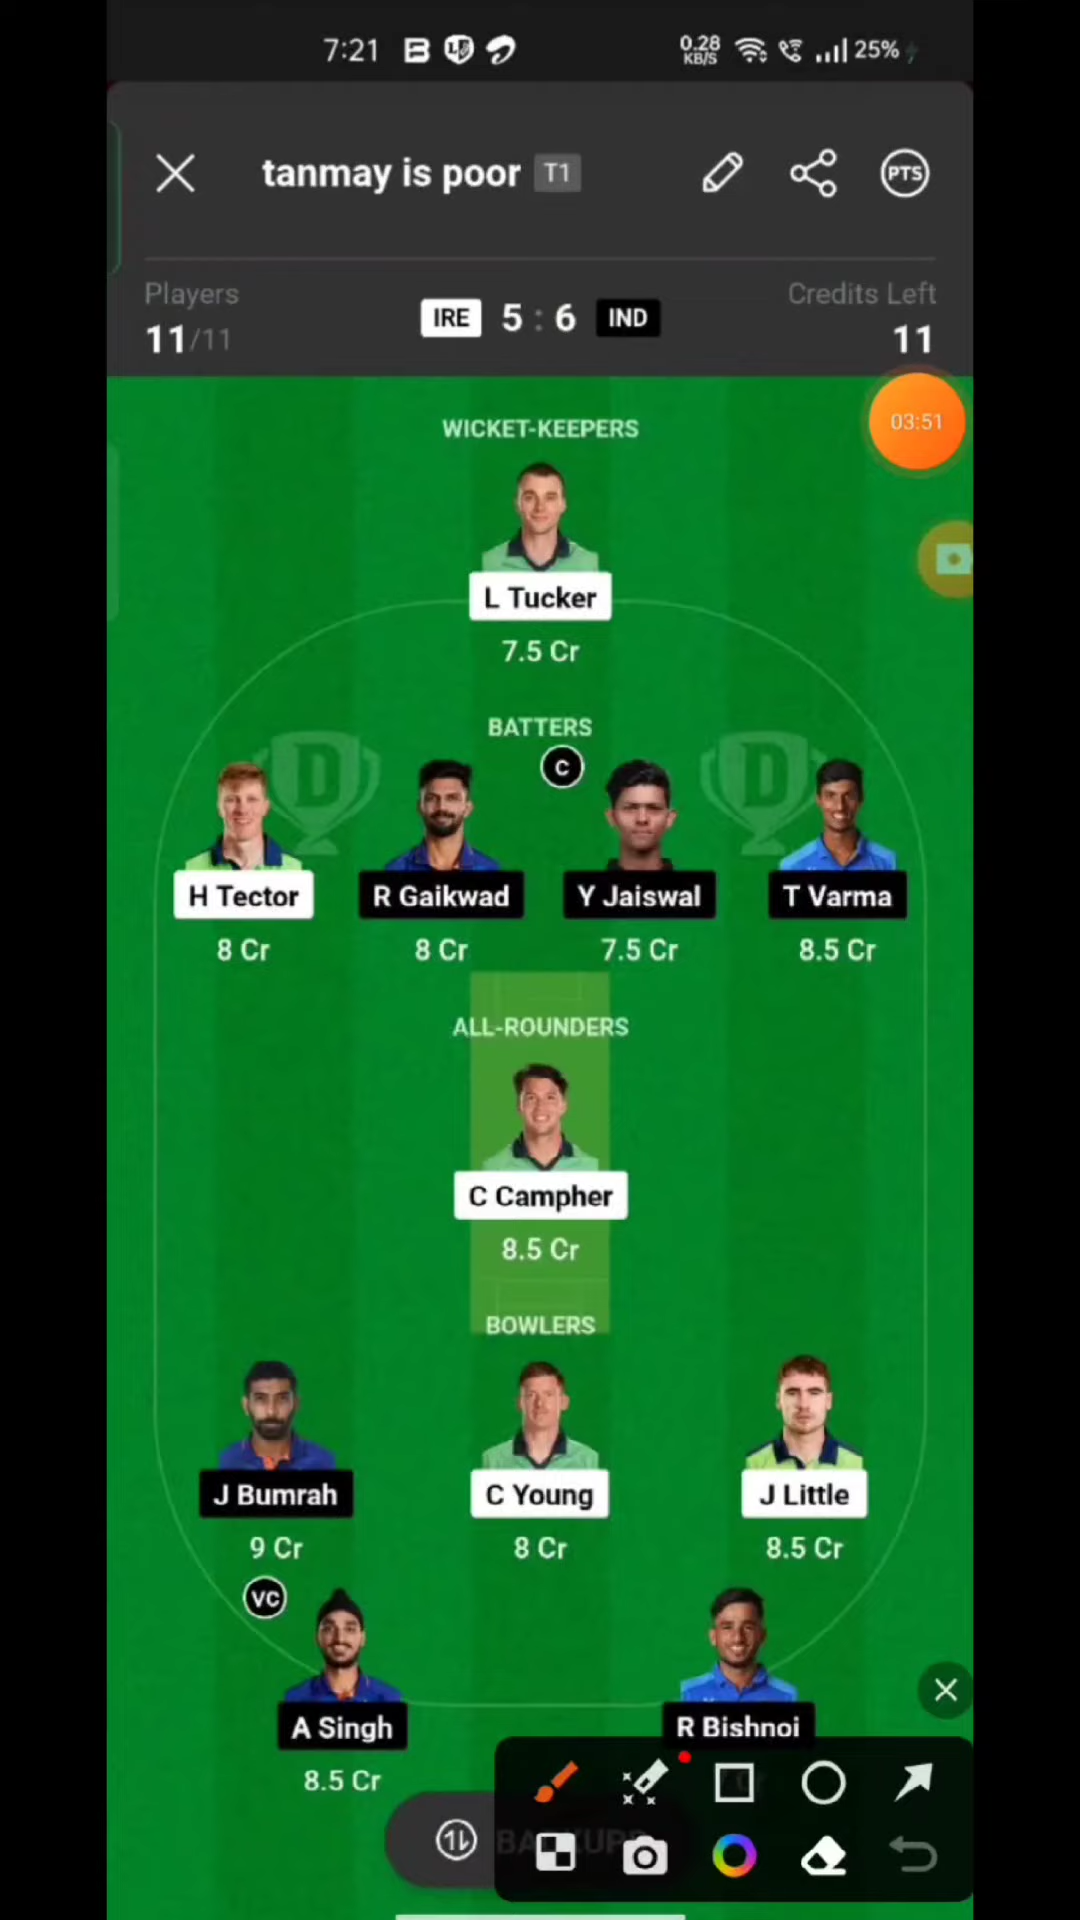 7:21 0.28 KB/S 25%
tanmay is poor T1 PTS
Players Credits Left
11/11 IRE 5 : 6 IND 11
03:51
WICKET-KEEPERS
L Tucker
7.5 Cr
BATTERS
C
H Tector R Gaikwad Y Jaiswal T Varma
8 Cr 8 Cr 7.5 Cr 8.5 Cr
ALL-ROUNDERS
C Campher
8.5 Cr
BOWLERS
J Bumrah C Young J Little
9 Cr 8 Cr 8.5 Cr
VC
A Singh R Bishnoi
8.5 Cr